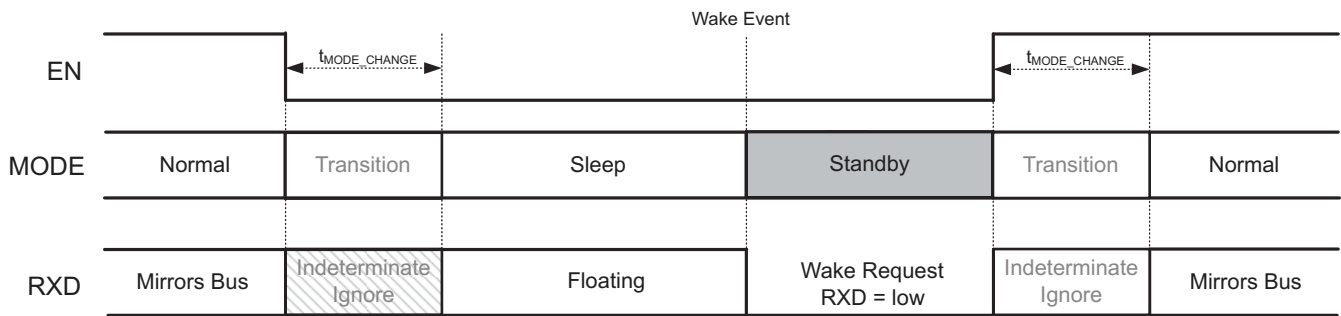 Wake Event
EN
tMODE_CHANGE
tMODE_CHANGE
MODE
Normal
Transition
Sleep
Standby
Transition
Normal
RXD
Mirrors Bus
Indeterminate
Ignore
Floating
Wake Request
RXD = low
Indeterminate
Ignore
Mirrors Bus